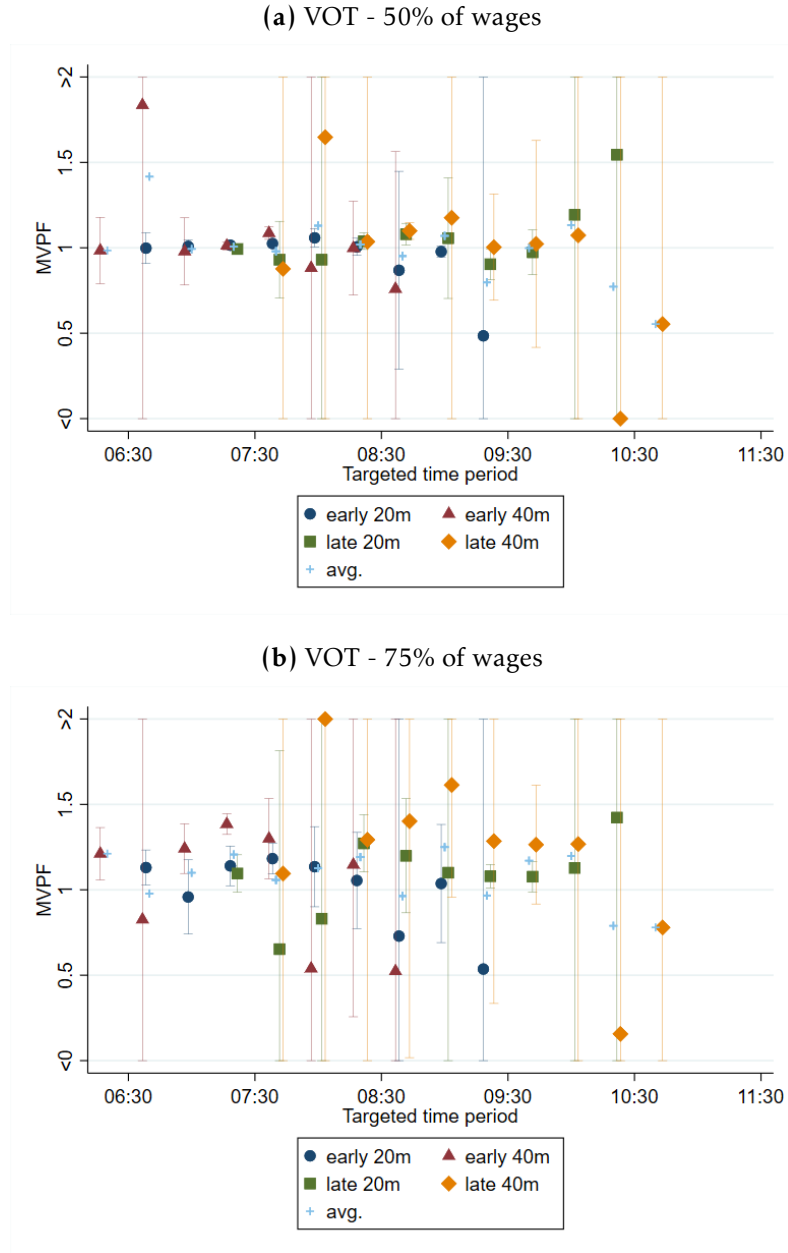 (a) VOT - 50% of wages
>2
1.5
1
0.5
<0
MVPF
06:30 07:30 08:30 09:30 10:30 11:30
Targeted time period
early 20m early 40m
late 20m late 40m
avg.
(b) VOT - 75% of wages
>2
1.5
1
0.5
<0
MVPF
06:30 07:30 08:30 09:30 10:30 11:30
Targeted time period
early 20m early 40m
late 20m late 40m
avg.